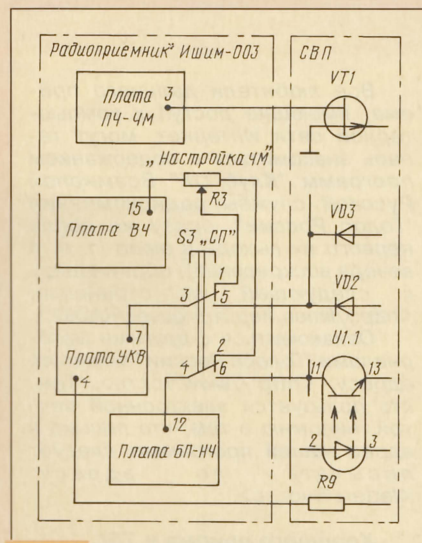 Радиоприемник "Ишим-003
СВП
Плата
ПЧ-ЧМ
3
VT1
„Настройка ЧМ"
R3
15
Плата ВЧ
S3 „СП"
VD3
1
3
5
VD2
7
2
U1.1
Плата УКВ
4
4
6
11
13
12
2
3
Плата БП-НЧ
R9